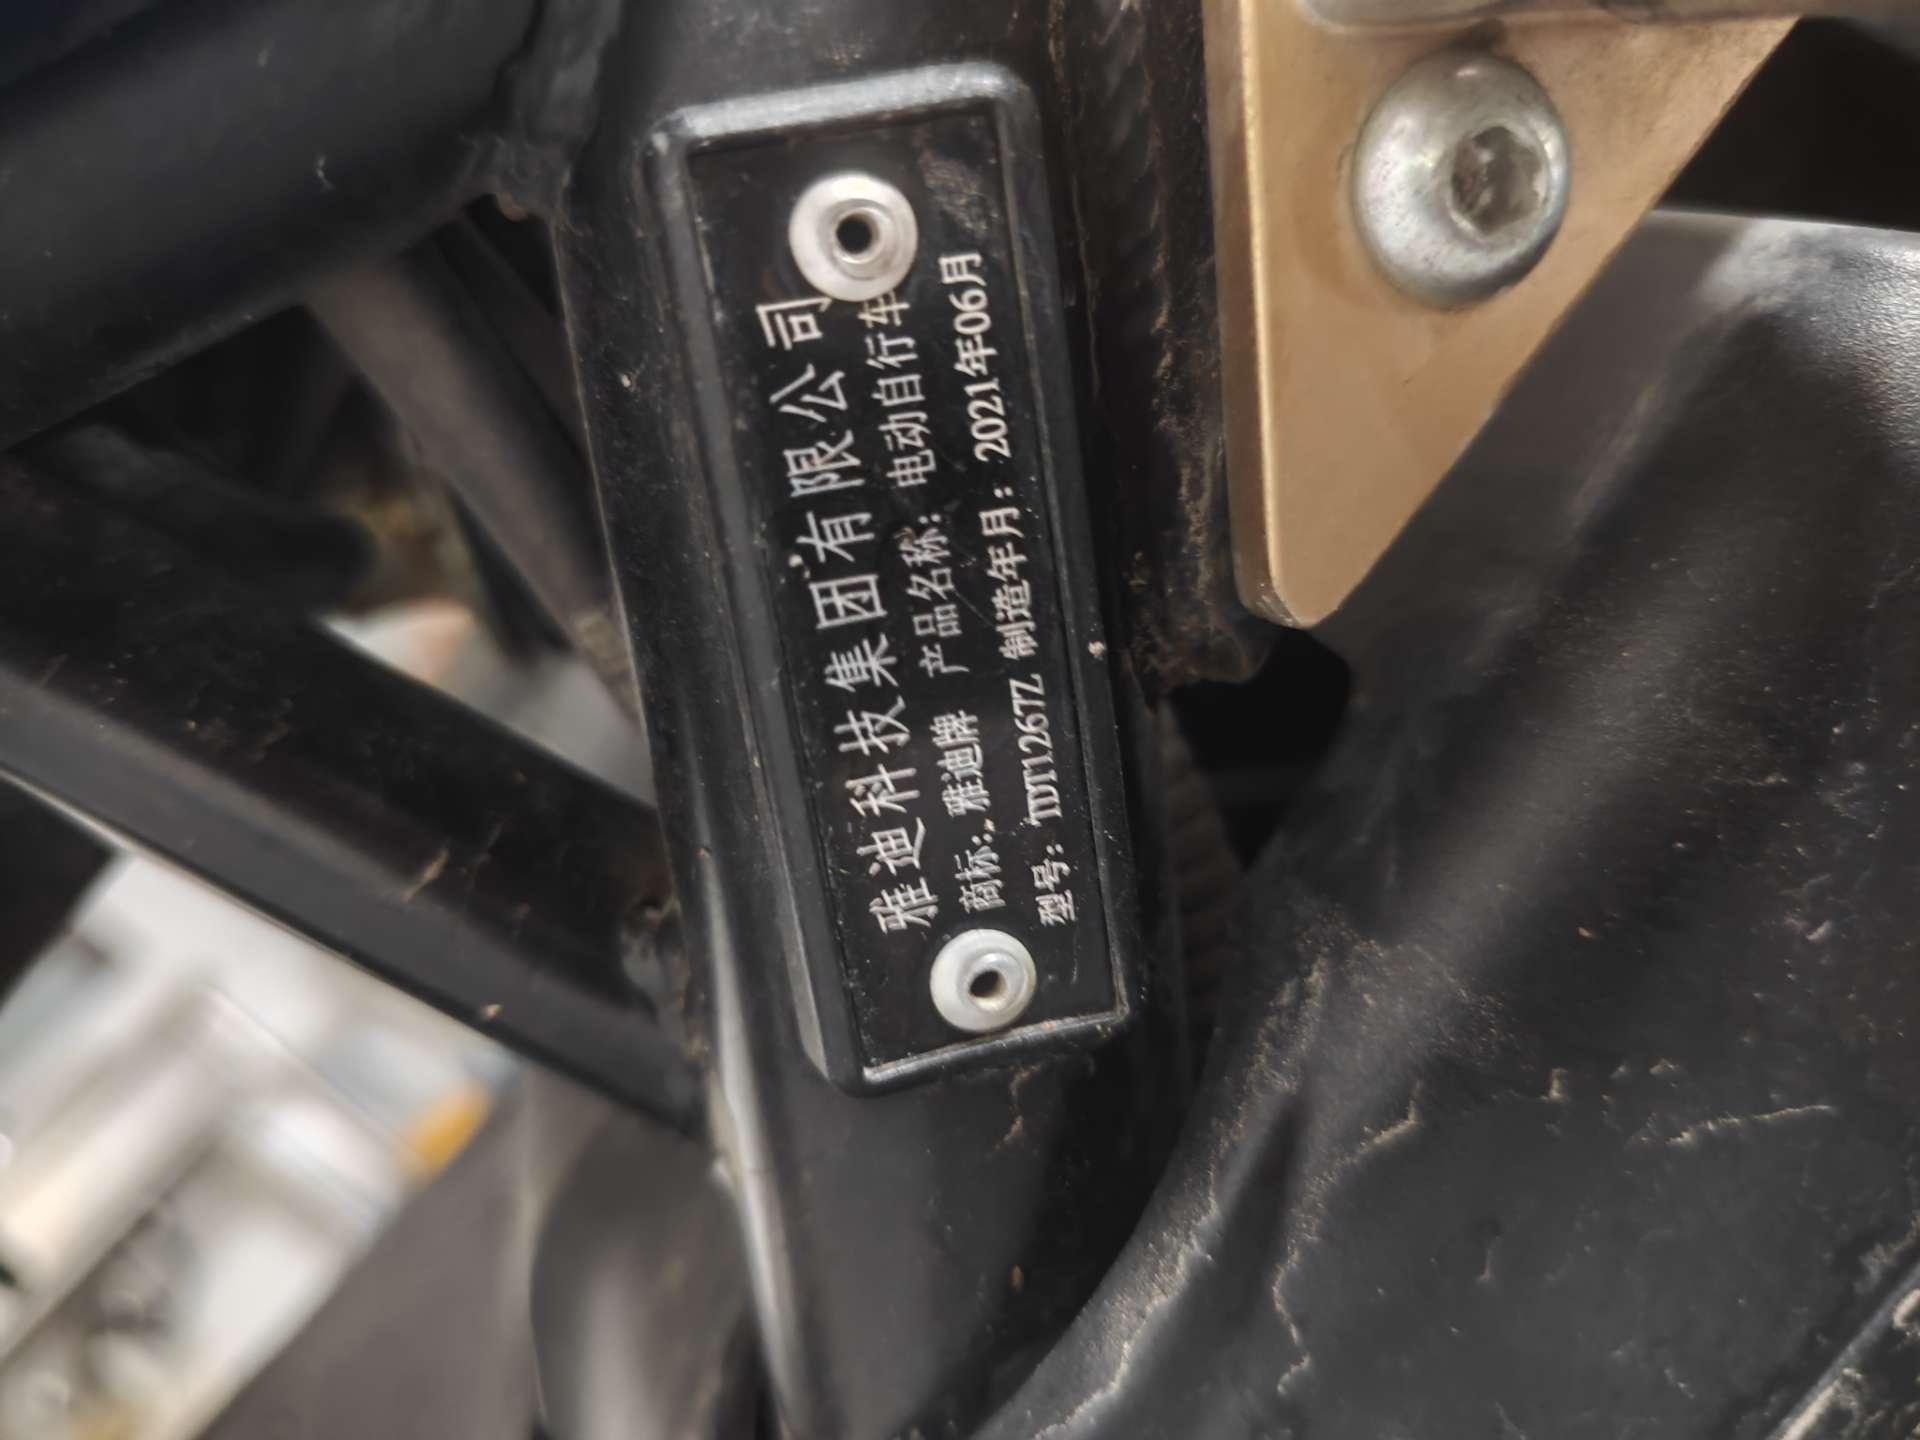 雅迪科技集团有限公司
商标：雅迪牌 产品名称：电动自行车
型号：TDT1267Z 制造年月：2021年06月